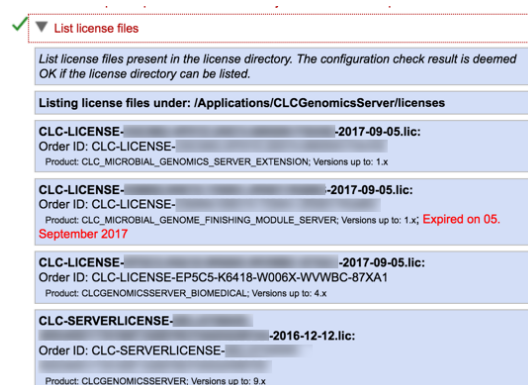 List license files
List license files present in the license directory. The configuration check result is deemed
OK if the license directory can be listed.
Listing license files under: /Applications/CLCGenomicsServer/licenses
CLC-LICENSE- -2017-09-05.lic:
Order ID: CLC-LICENSE-
Product: CLC_MICROBIAL_GENOMICS_SERVER_EXTENSION; Versions up to: 1.x
CLC-LICENSE- -2017-09-05.lic:
Order ID: CLC-LICENSE-
Product: CLC_MICROBIAL_GENOME_FINISHING_MODULE_SERVER; Versions up to: 1.x; Expired on 05.
September 2017
CLC-LICENSE- -2017-09-05.lic:
Order ID: CLC-LICENSE-EP5C5-K6418-W006X-WVWBC-87XA1
Product: CLCGENOMICSSERVER_BIOMEDICAL; Versions up to: 4.x
CLC-SERVERLICENSE-
-2016-12-12.lic:
Order ID: CLC-SERVERLICENSE-
Product: CLCGENOMICSSERVER; Versions up to: 9.x